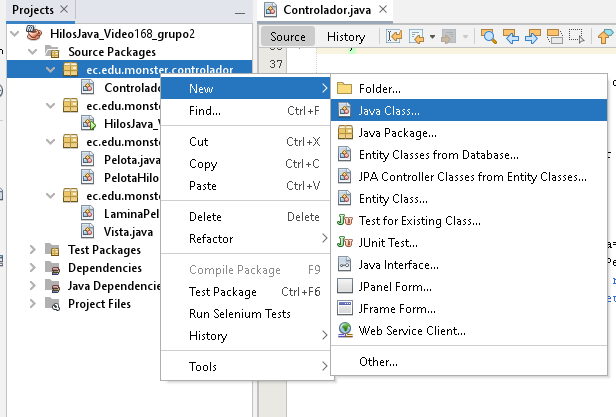 Projects
HilosJava_Video168_grupo2
Source Packages
ec.edu.monster.controlador
Controlado
ec.edu.monste
HilosJava_V
ec.edu.monste
Pelota.java
PelotaHilo
ec.edu.monste
LaminaPel
Vista.java
Test Packages
Dependencies
Java Dependencie
Project Files
New
Find... Ctrl+F
Cut Ctrl+X
Copy Ctrl+C
Paste Ctrl+V
Delete Delete
Refactor
Compile Package F9
Test Package Ctrl+F6
Run Selenium Tests
History
Tools
Controlador.java
Source History
37
Folder...
Java Class...
Java Package...
Entity Classes from Database...
JPA Controller Classes from Entity Classes...
Entity Class...
Test for Existing Class...
JUnit Test...
Java Interface...
JPanel Form...
JFrame Form...
Web Service Client...
Other...